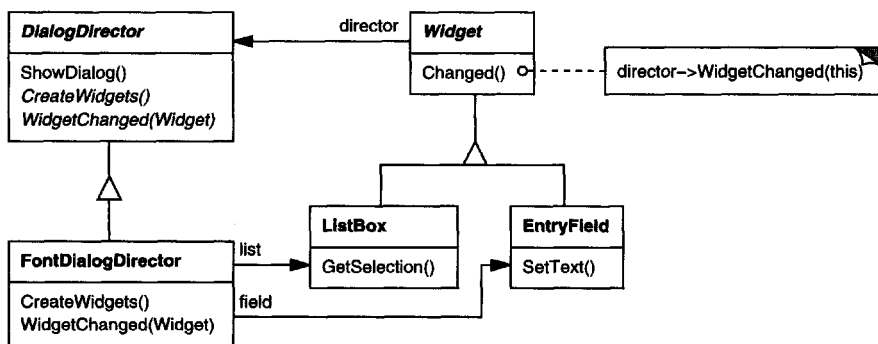 DialogDirector
ShowDialog()
CreateWidgets()
WidgetChanged(Widget)
director
Widget
Changed()
director–>WidgetChanged(this)
ListBox
GetSelection()
EntryField
SetText()
FontDialogDirector
CreateWidgets()
WidgetChanged(Widget)
list
field